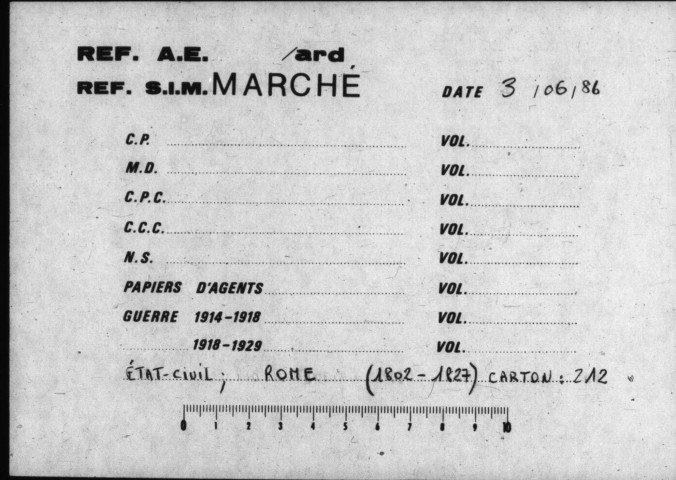 REF. A.E. /ard
REF. S.I.M. MARCHÉ DATE 3 / 06 / 86
C.P. VOL.
M.D. VOL.
C.P.C. VOL.
C.C.C. VOL.
N.S. VOL.
PAPIERS D'AGENTS VOL.
GUERRE 1914-1918 VOL.
1918-1929 VOL.
ÉTAT-CIVIL; ROME (1802-1827) CARTON: 212
0 1 2 3 4 5 6 7 8 9 10